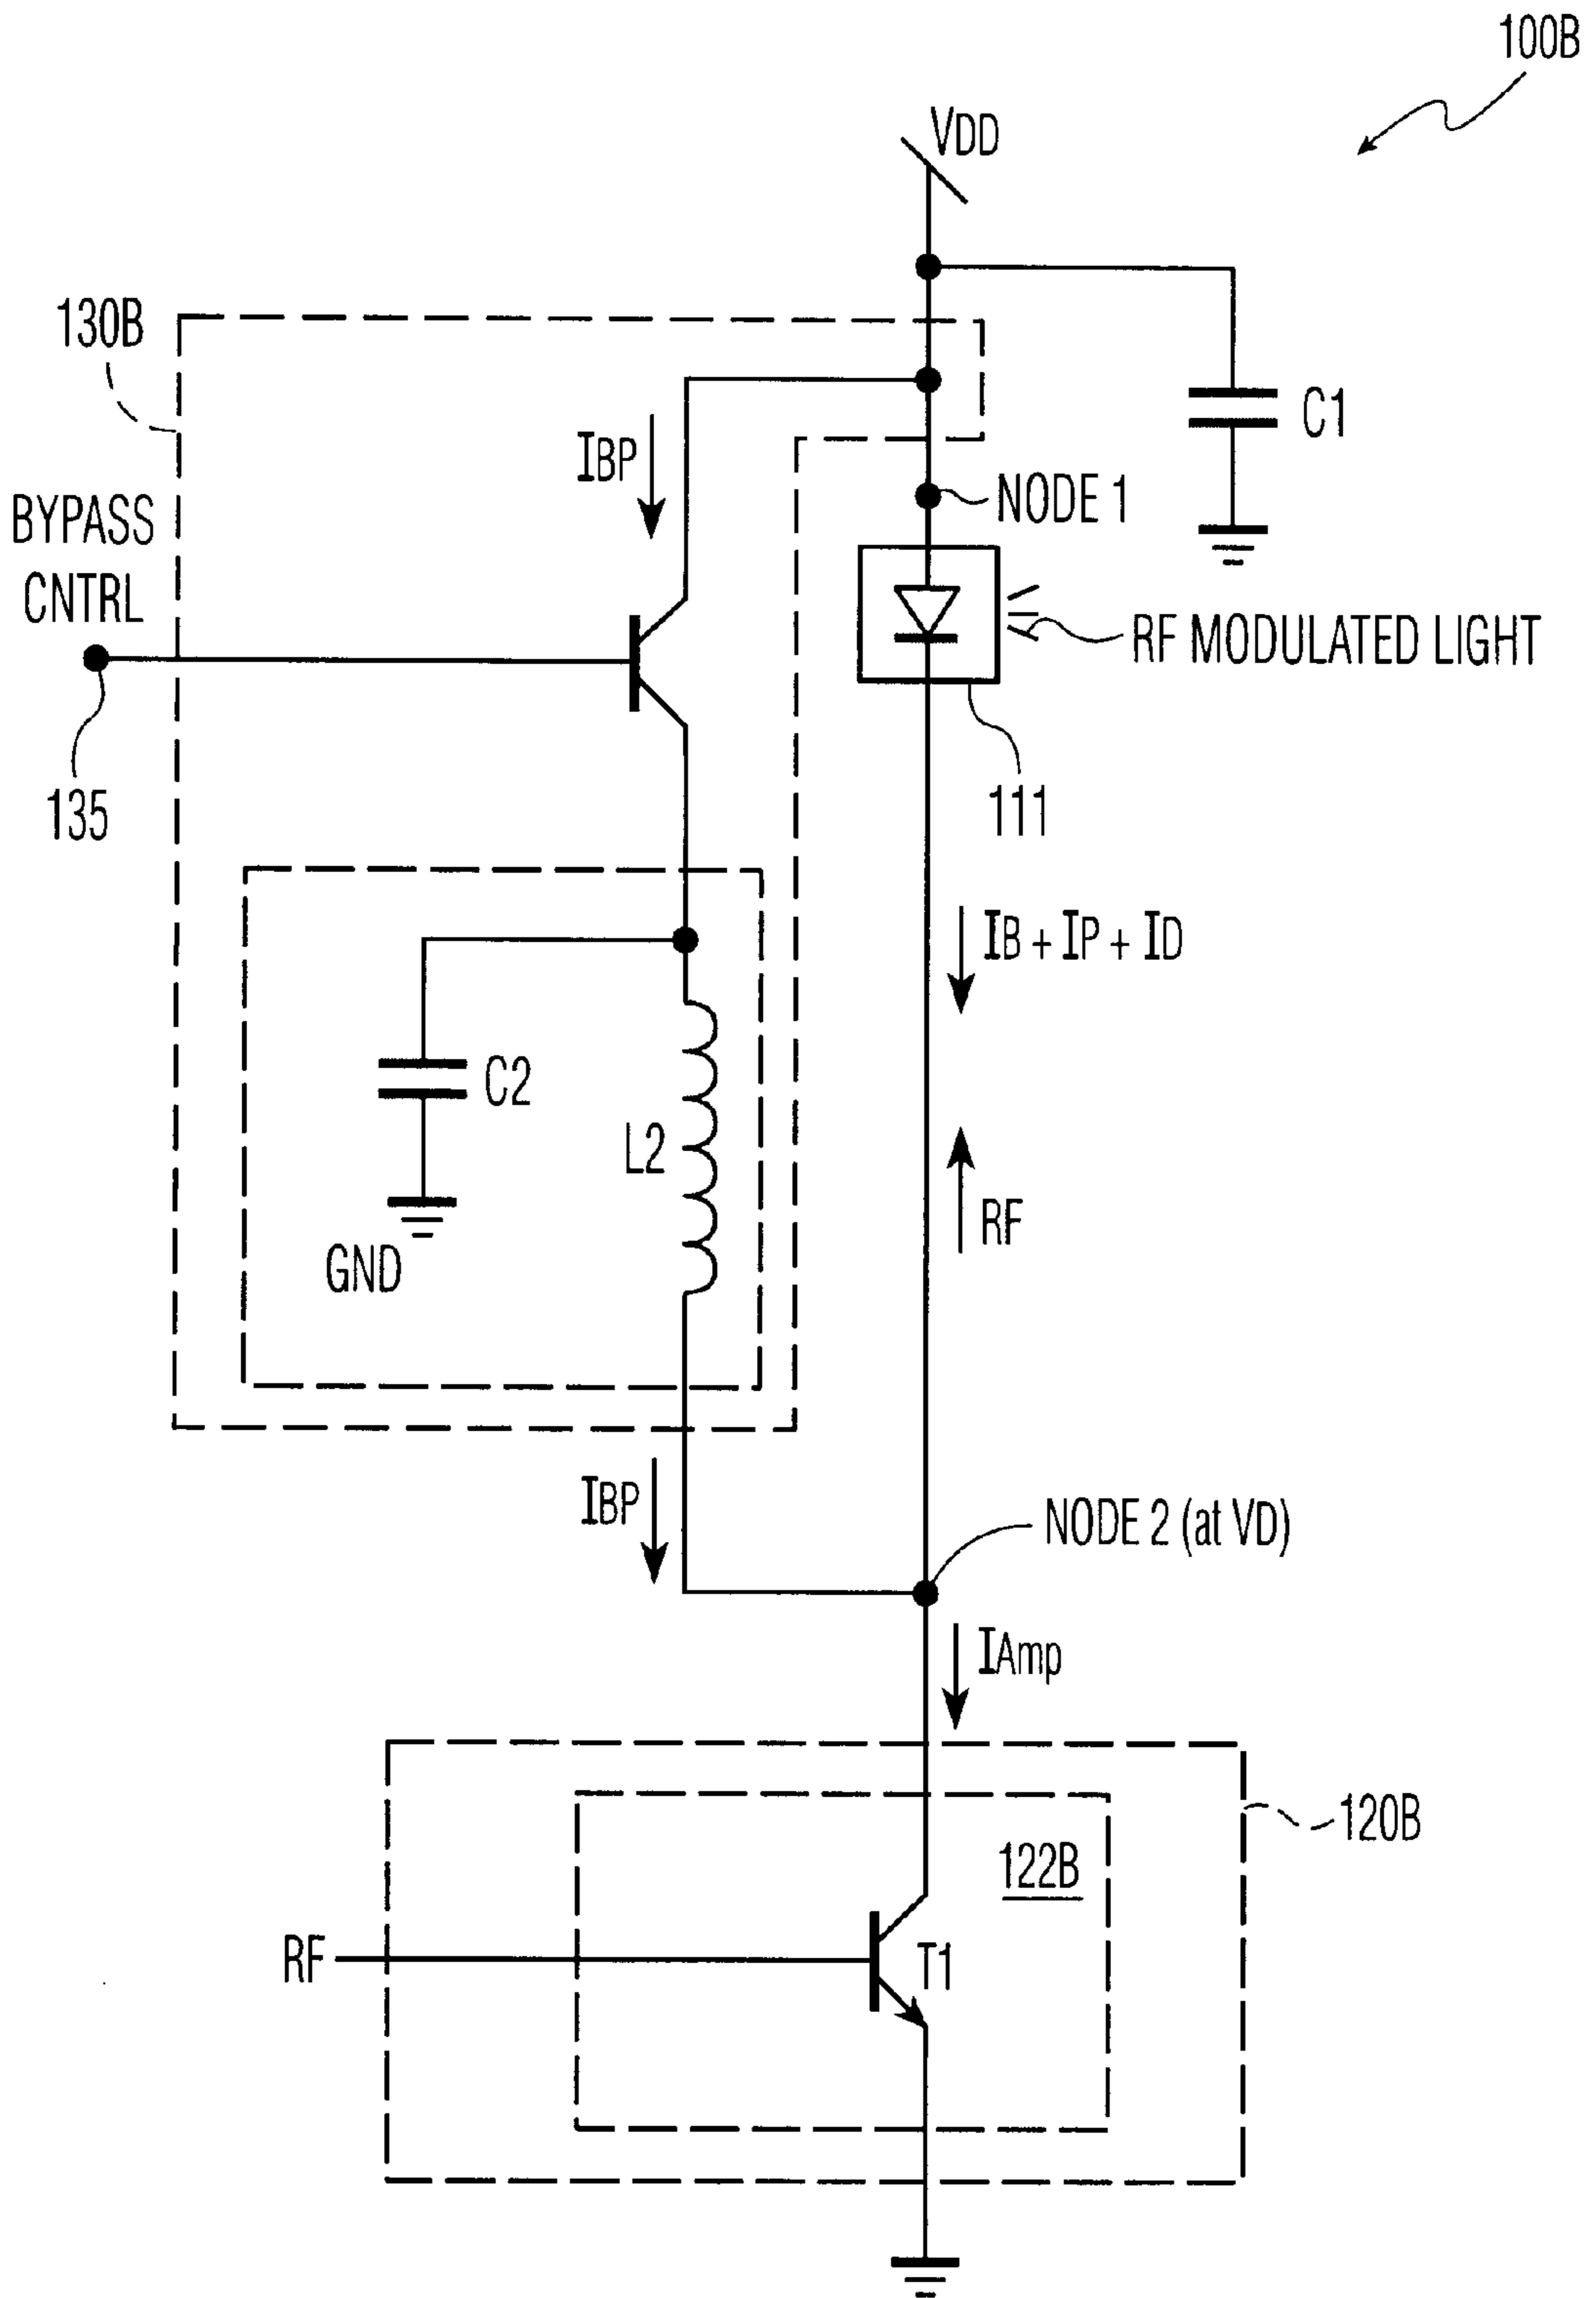 100B
VDD
130B
C1
IBP
NODE 1
BYPASS
CNTRL
RF MODULATED LIGHT
135
111
IB + IP + ID
C2
L2
RF
GND
IBP
NODE 2 (at VD)
IAmp
120B
122B
RF
T1